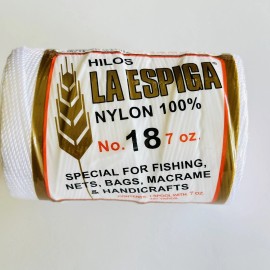 HILOS
LA ESPIGA
NYLON 100%
No. 18 7 oz.
SPECIAL FOR FISHING,
NETS, BAGS, MACRAME
& HANDICRAFTS